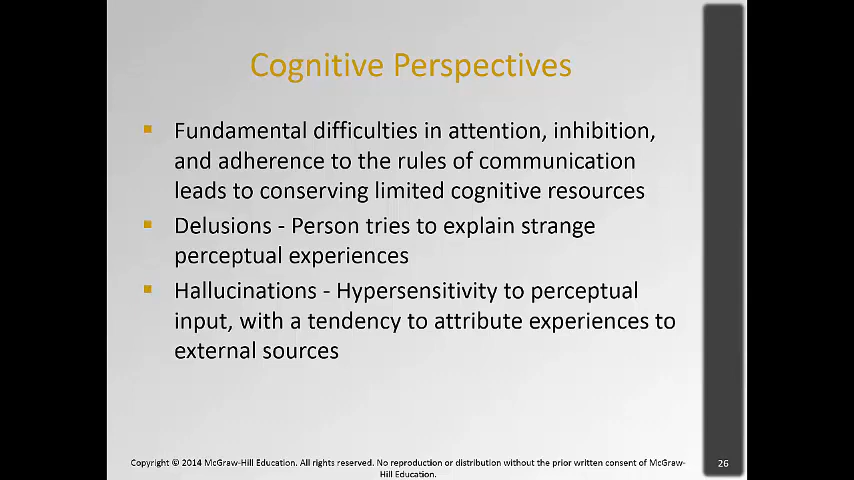 Cognitive Perspectives
Fundamental difficulties in attention, inhibition,
and adherence to the rules of communication
leads to conserving limited cognitive resources
Delusions - Person tries to explain strange
perceptual experiences
Hallucinations - Hypersensitivity to perceptual
input, with a tendency to attribute experiences to
external sources
Copyright © 2014 McGraw-Hill Education. All rights reserved. No reproduction or distribution without the prior written consent of McGraw-
Hill Education.
26